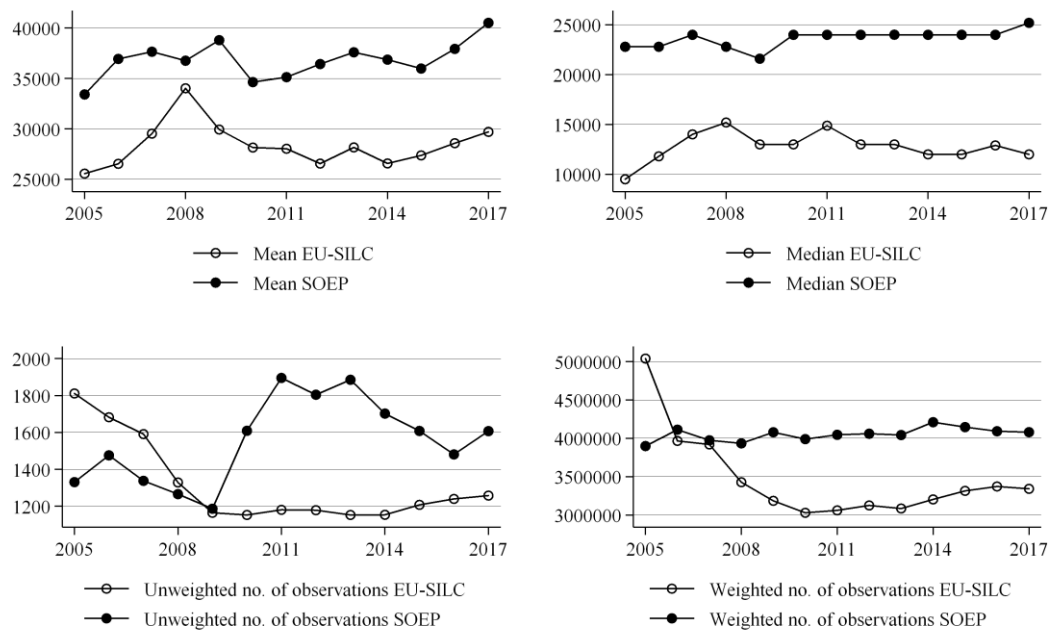 40000
35000
30000
25000
2005 2008 2011 2014 2017
Mean EU-SILC
Mean SOEP
25000
20000
15000
10000
2005 2008 2011 2014 2017
Median EU-SILC
Median SOEP
2000
1800
1600
1400
1200
2005 2008 2011 2014 2017
Unweighted no. of observations EU-SILC
Unweighted no. of observations SOEP
5000000
4500000
4000000
3500000
3000000
2005 2008 2011 2014 2017
Weighted no. of observations EU-SILC
Weighted no. of observations SOEP